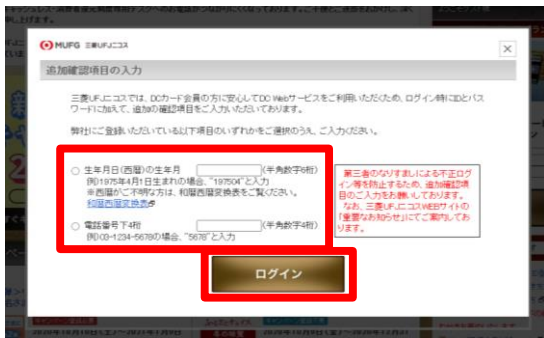 MUFG 三菱UFJニコス
追加確認項目の入力
三菱UFJニコスでは、DCカード会員の方に安心してDC Webサービスをご利用いただくため、ログイン時にIDとパス
ワードに加えて、追加の確認項目をご入力いただいております。
弊社にご登録いただいている以下項目のいずれかをご選択のうえ、ご入力ください。
生年月日(西暦)の生年月 (半角数字6桁)
例)1975年4月1日生まれの場合、"197504"と入力
※西暦がご不明な方は、和暦西暦変換表をご覧ください。
和暦西暦変換表
電話番号下4桁 (半角数字4桁)
例)03-1234-5678の場合、"5678"と入力
第三者のなりすましによる不正ログ
イン等を防止するため、追加確認項
目のご入力をお願いしております。
なお、三菱UFJニコスWEBサイトの
「重要なお知らせ」にてご案内してお
ります。
ログイン